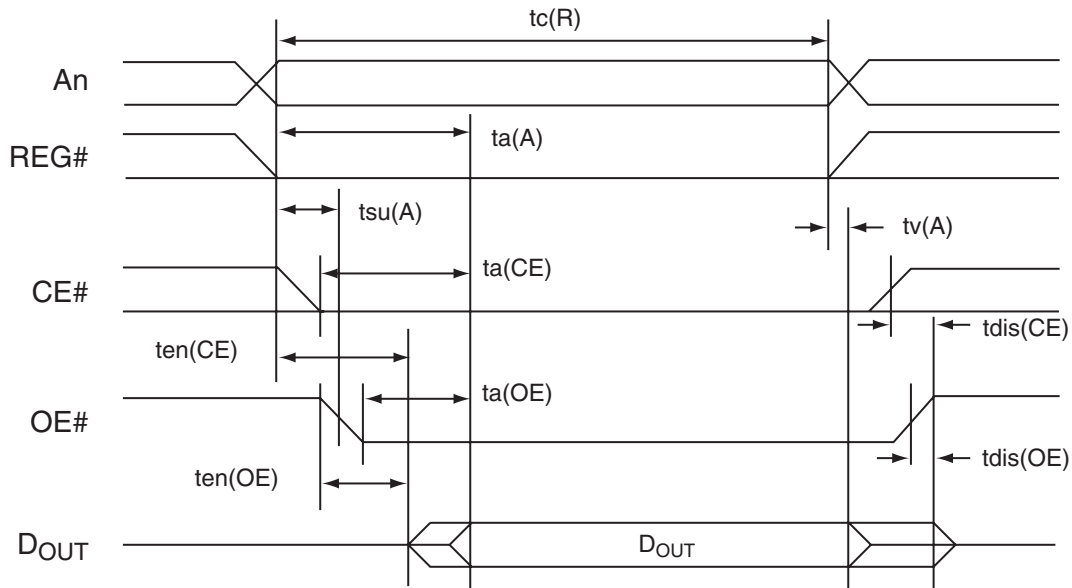 tc(R)
An
ta(A)
REG#
tsu(A)
tv(A)
ta(CE)
CE#
tdis(CE)
ten(CE)
ta(OE)
OE#
tdis(OE)
ten(OE)
DOUT
DOUT